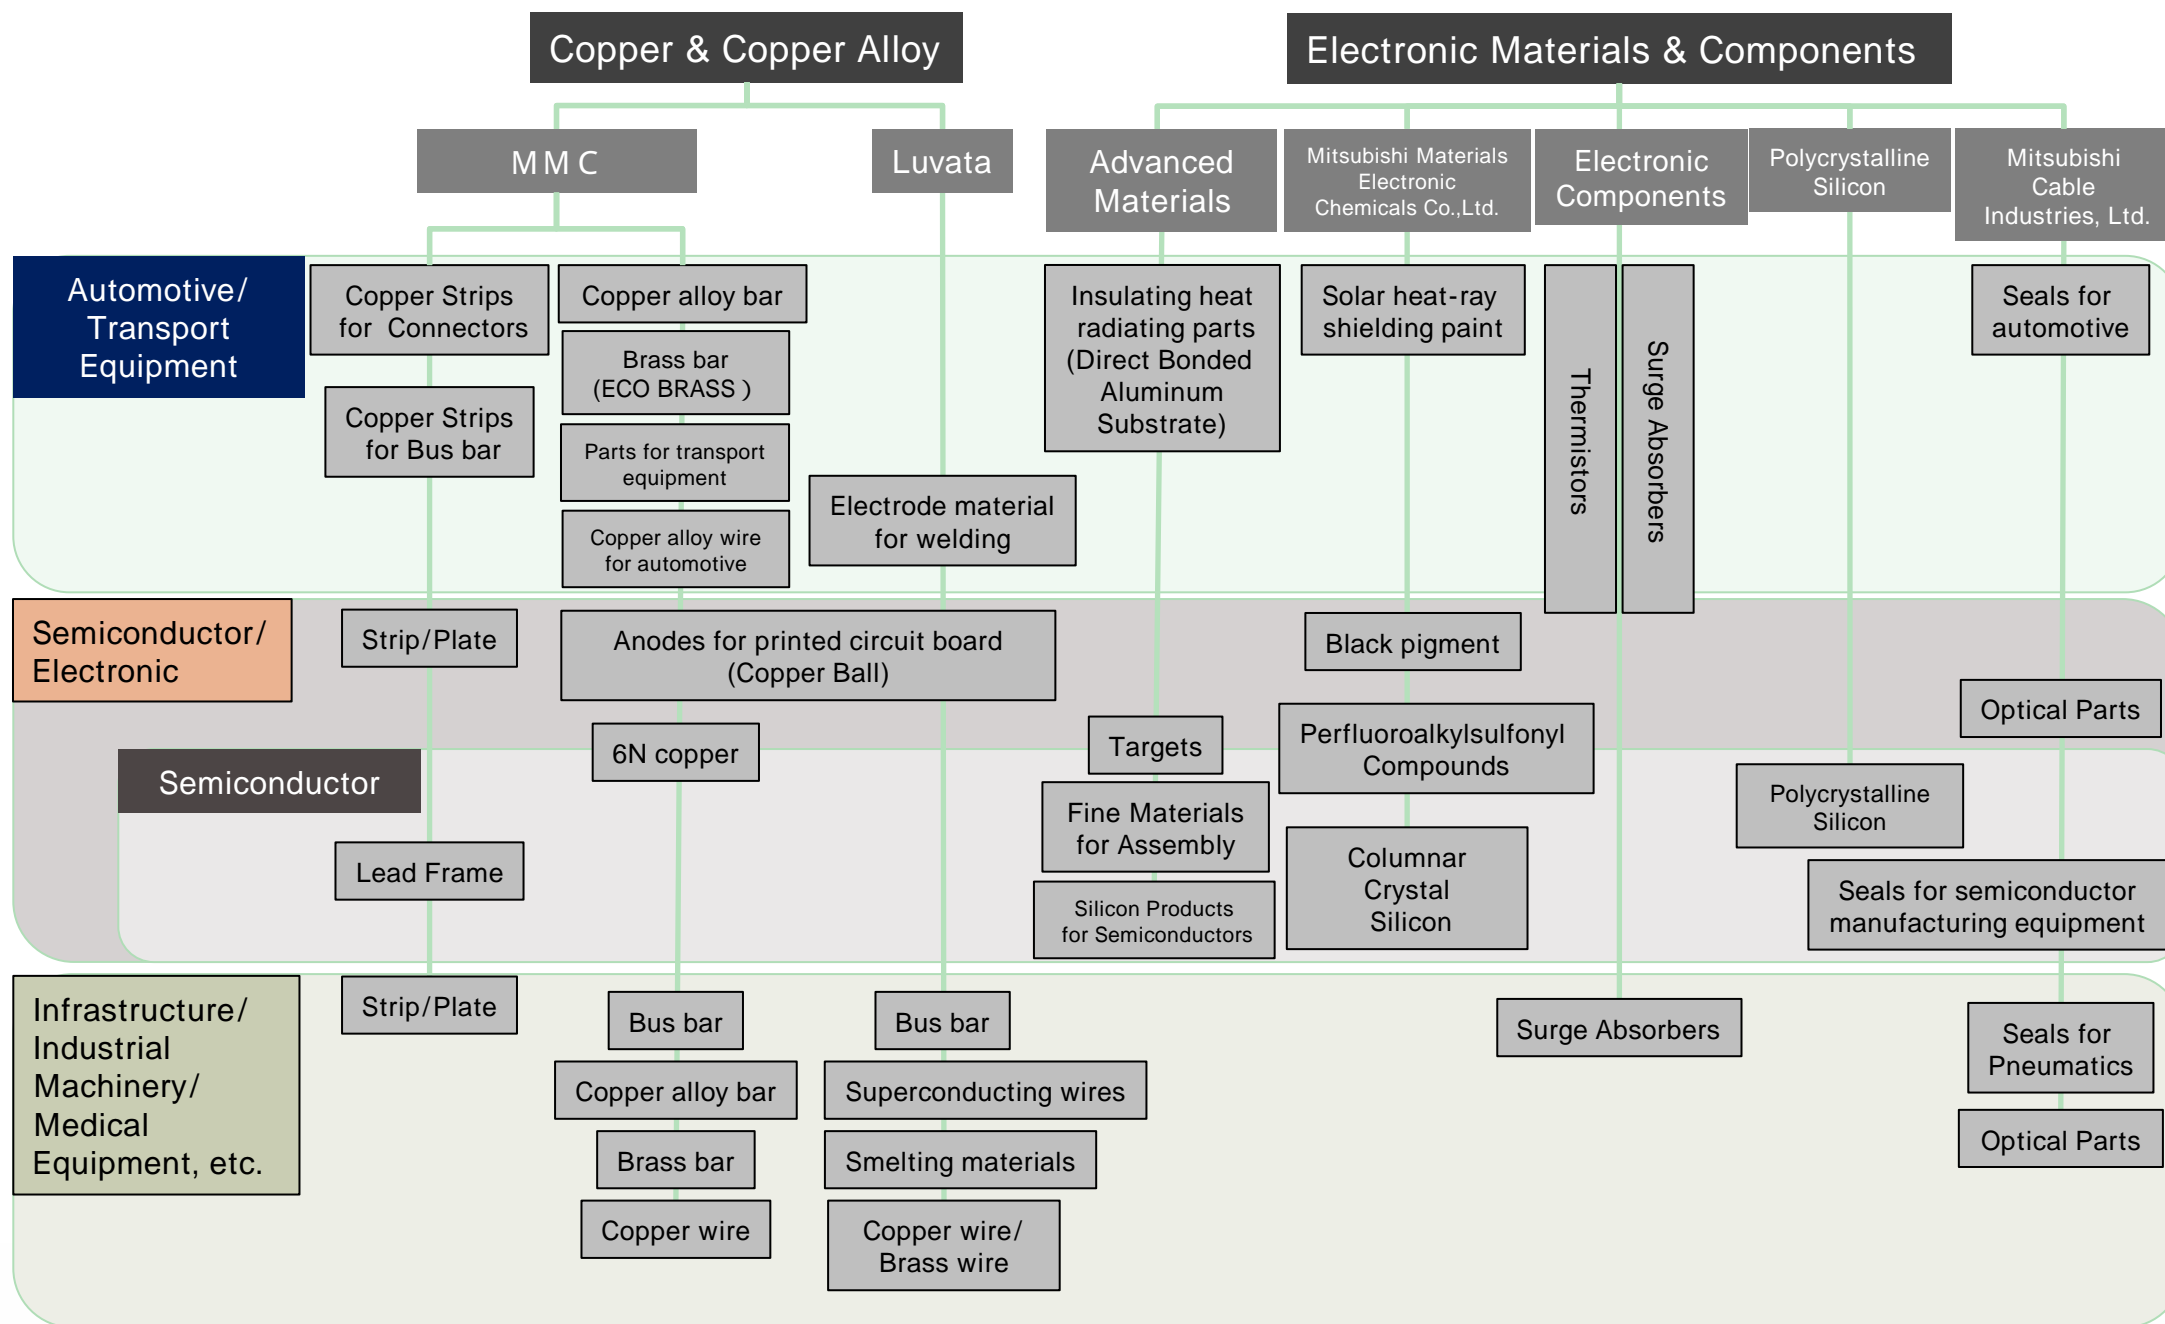 Copper & Copper Alloy
Electronic Materials & Components
MMC
Luvata
Advanced
Materials
Mitsubishi Materials
Electronic
Chemicals Co.,Ltd.
Electronic
Components
Polycrystalline
Silicon
Mitsubishi
Cable
Industries, Ltd.
Automotive/
Transport
Equipment
Copper Strips
for Connectors
Copper Strips
for Bus bar
Copper alloy bar
Brass bar
(ECO BRASS)
Parts for transport
equipment
Copper alloy wire
for automotive
Electrode material
for welding
Insulating heat
radiating parts
(Direct Bonded
Aluminum
Substrate)
Solar heat-ray
shielding paint
Thermistors
Surge Absorbers
Seals for
automotive
Semiconductor/
Electronic
Strip/Plate
Anodes for printed circuit board
(Copper Ball)
6N copper
Targets
Black pigment
Perfluoroalkylsulfonyl
Compounds
Optical Parts
Semiconductor
Lead Frame
Fine Materials
for Assembly
Silicon Products
for Semiconductors
Columnar
Crystal
Silicon
Polycrystalline
Silicon
Seals for semiconductor
manufacturing equipment
Infrastructure/
Industrial
Machinery/
Medical
Equipment, etc.
Strip/Plate
Bus bar
Copper alloy bar
Brass bar
Copper wire
Bus bar
Superconducting wires
Smelting materials
Copper wire/
Brass wire
Surge Absorbers
Seals for
Pneumatics
Optical Parts